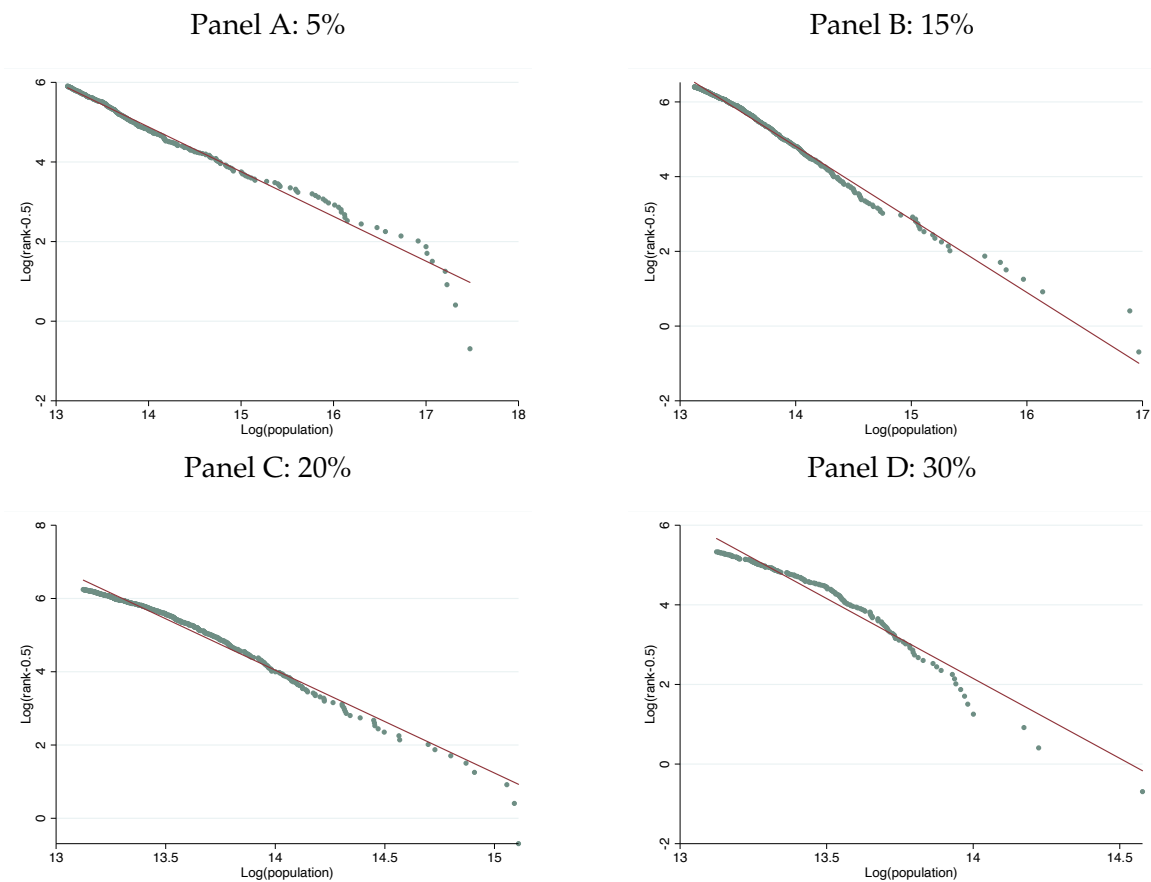 Panel A: 5%
Panel B: 15%
Log(rank-0.5)
6
4
2
0
-2
13 14 15 16 17 18
Log(population)
Log(rank-0.5)
6
4
2
0
-2
13 14 15 16 17
Log(population)
Panel C: 20%
Panel D: 30%
Log(rank-0.5)
8
6
4
2
0
13 13.5 14 14.5 15
Log(population)
Log(rank-0.5)
6
4
2
0
-2
13 13.5 14 14.5
Log(population)